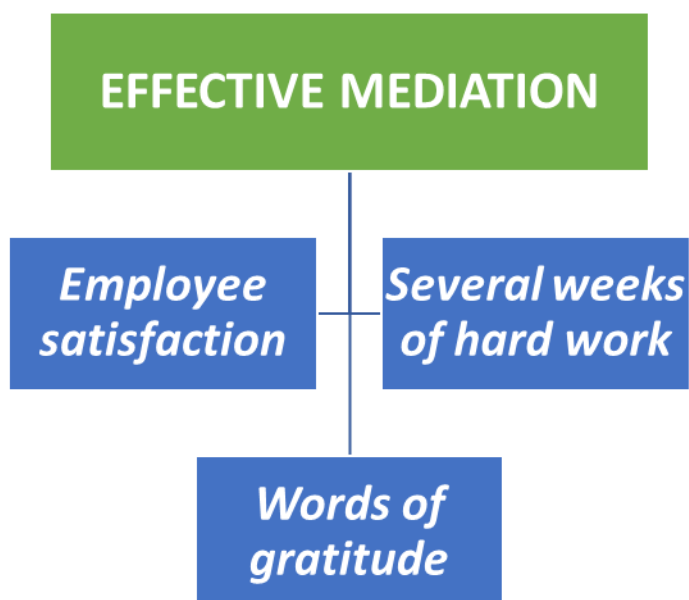 EFFECTIVE MEDIATION
Employee
satisfaction
Several weeks
of hard work
Words of
gratitude